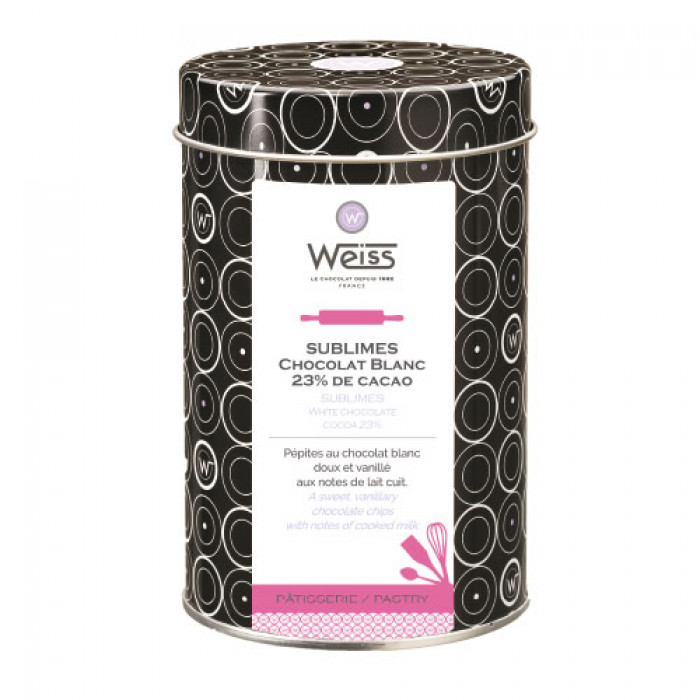 W
Weiss
LE CHOCOLAT DEPUIS 1882
FRANCE
SUBLIMES
CHOCOLAT BLANC
23% DE CACAO
SUBLIMES
WHITE CHOCOLATE
COCOA 23%
Pépites au chocolat blanc
doux et vanillé
aux notes de lait cuit.
A sweet, vanillary
chocolate chips
with notes of cooked milk.
PÂTISSERIE / PASTRY